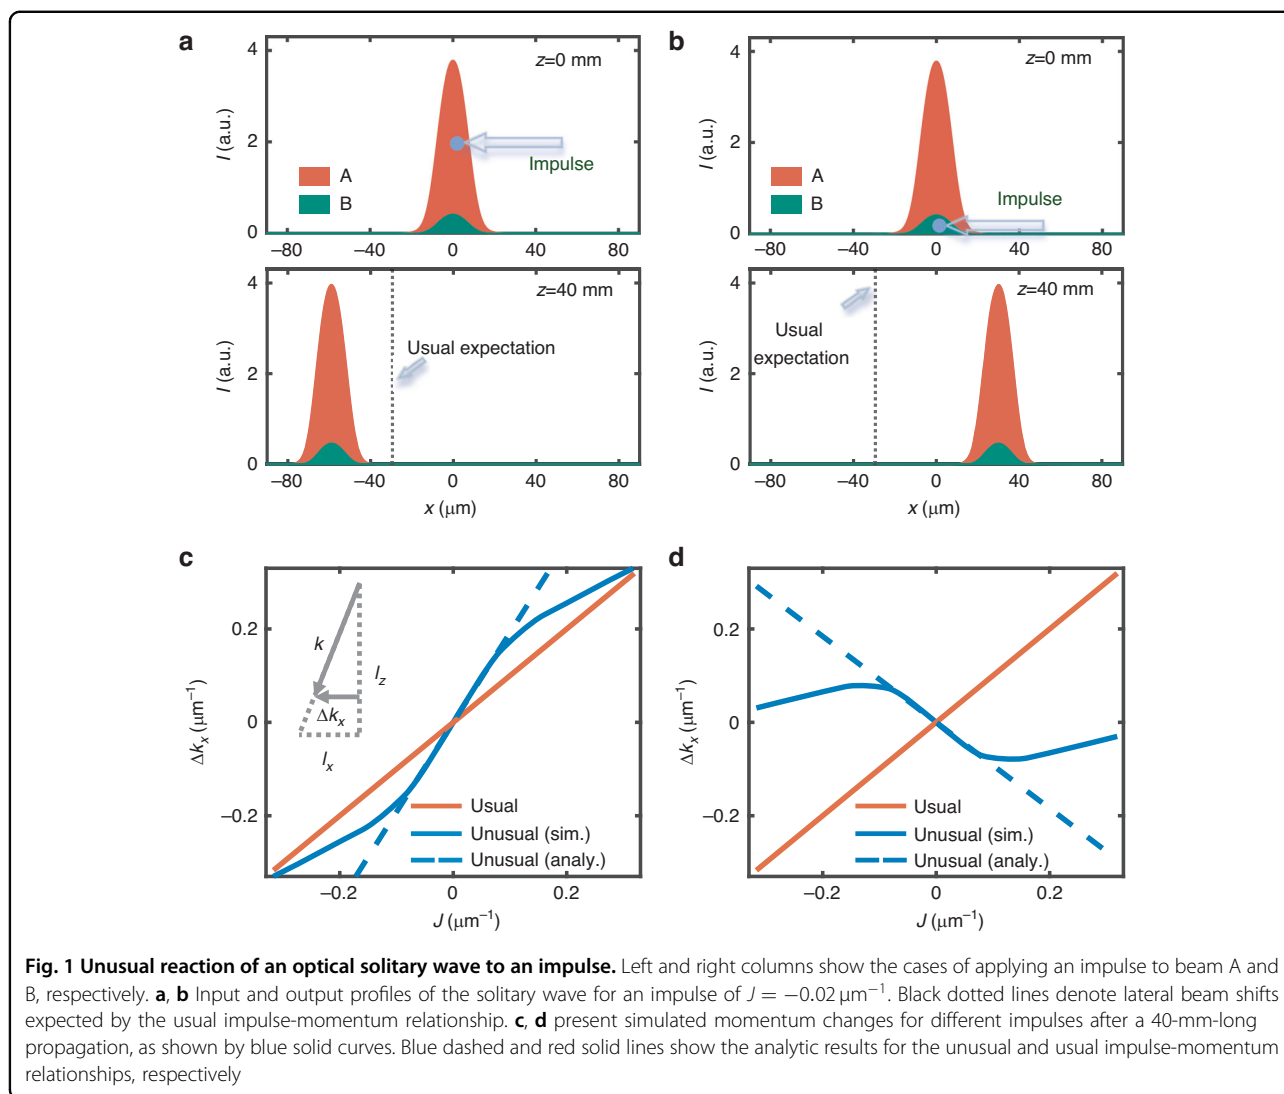 a
4
2
0
I (a.u.)
z=0 mm
Impulse
A
B
−80
−40
0
40
80
4
2
0
I (a.u.)
z=40 mm
Usual expectation
−80
−40
0
40
80
x (μm)
b
4
2
0
I (a.u.)
z=0 mm
A
B
Impulse
−80
−40
0
40
80
4
2
0
I (a.u.)
z=40 mm
Usual
expectation
−80
−40
0
40
80
x (μm)
c
0.2
0
−0.2
Δkx (μm−1)
k
lz
Δkx
lx
Usual
Unusual (sim.)
Unusual (analy.)
−0.2
0
0.2
J (μm−1)
d
0.2
0
−0.2
Δkx (μm−1)
Usual
Unusual (sim.)
Unusual (analy.)
−0.2
0
0.2
J (μm−1)
Fig. 1 Unusual reaction of an optical solitary wave to an impulse. Left and right columns show the cases of applying an impulse to beam A and
B, respectively. a, b Input and output profiles of the solitary wave for an impulse of J = −0.02 μm−1. Black dotted lines denote lateral beam shifts
expected by the usual impulse-momentum relationship. c, d present simulated momentum changes for different impulses after a 40-mm-long
propagation, as shown by blue solid curves. Blue dashed and red solid lines show the analytic results for the unusual and usual impulse-momentum
relationships, respectively